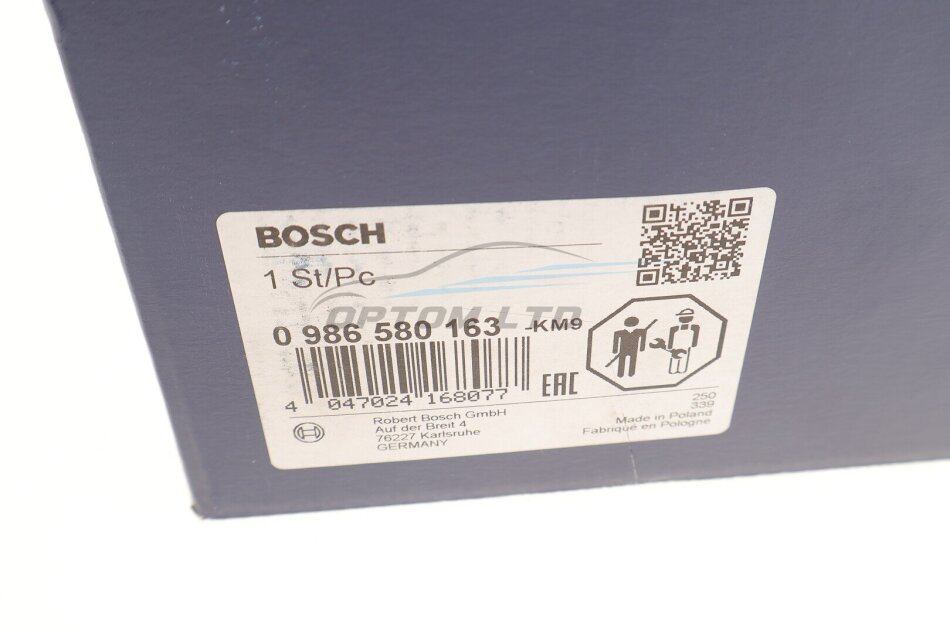 BOSCH
1 St/Pc
OPTOM LTD
0 986 580 163 -KM9
4 047024 168077
EAC
Robert Bosch GmbH
Auf der Breit 4
76227 Karlsruhe
GERMANY
250
339
Made in Poland
Fabriqué en Pologne